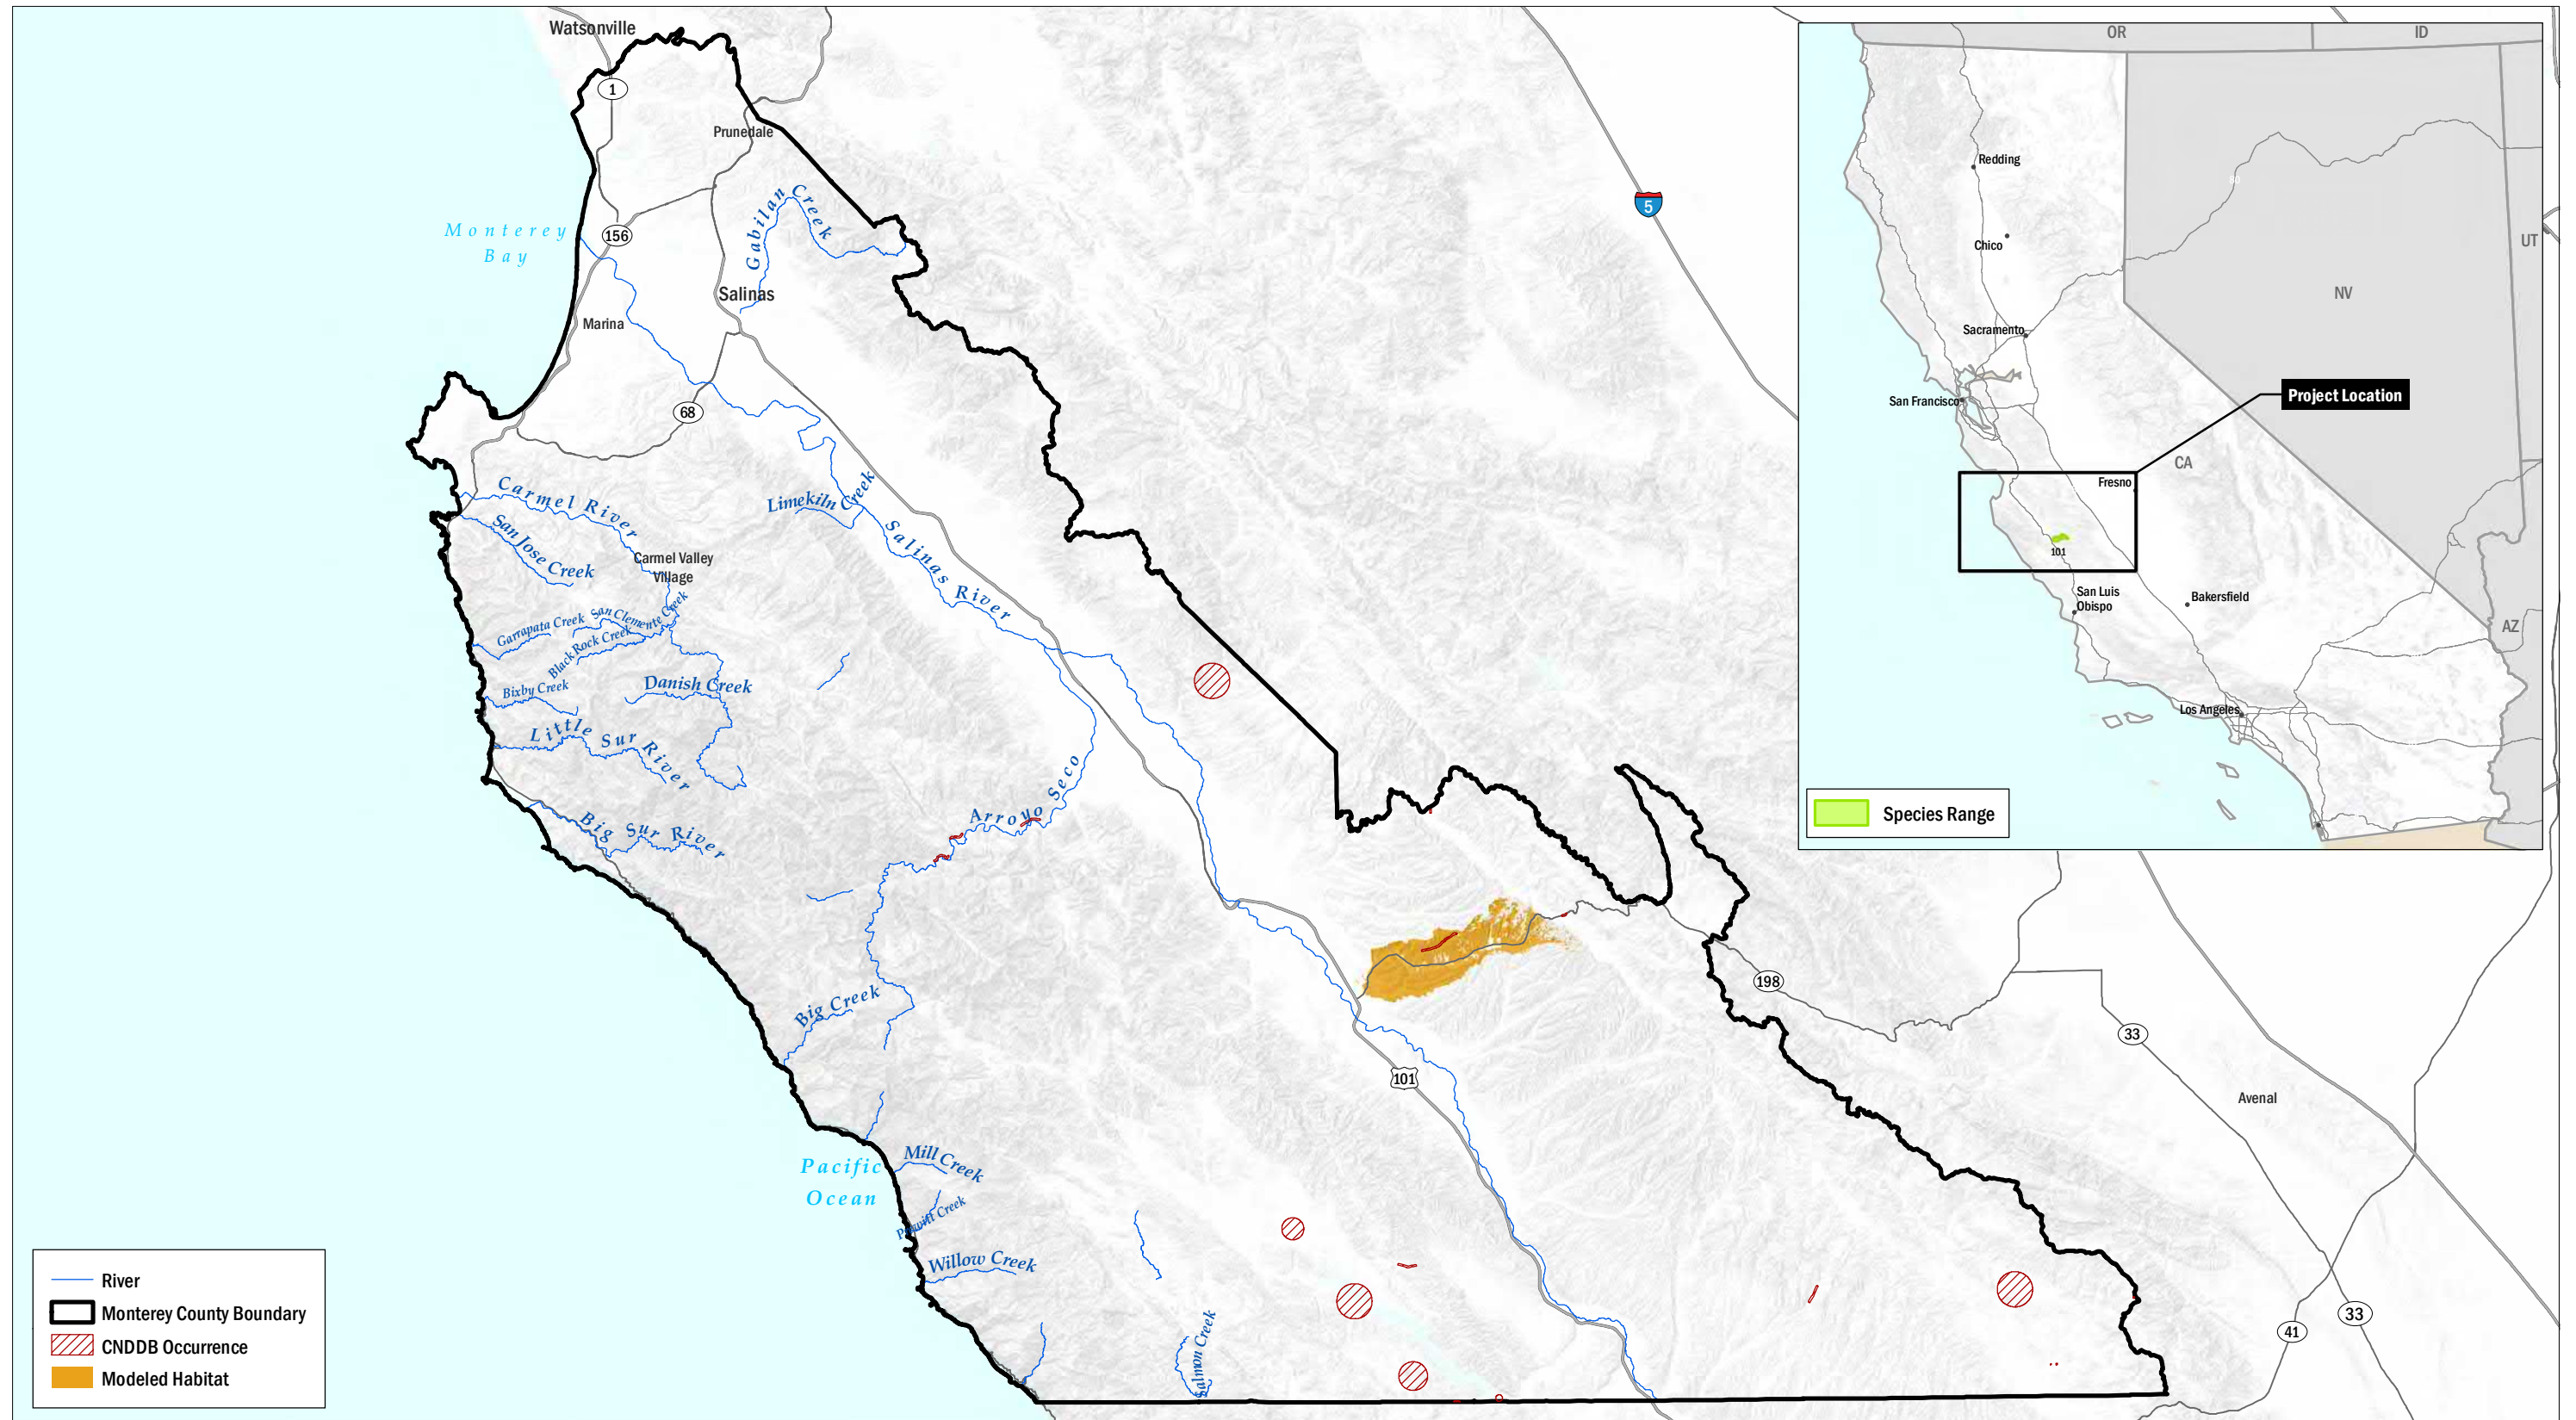 Watsonville
1
Prunedale
Monterey
Bay
156
Gabilan Creek
Salinas
Marina
68
5
Carmel River
San Jose Creek
Limekiln Creek
Salinas River
Carmel Valley
Village
Garrapata Creek
San Clemente Creek
Black Rock Creek
Bixby Creek
Danish Creek
Little Sur River
Big Sur River
Arroyo Seco
Big Creek
198
33
101
Avenal
Pacific
Ocean
Mill Creek
Willow Creek
Salmon Creek
33
41
River
Monterey County Boundary
CNDDB Occurrence
Modeled Habitat
OR
ID
Redding
80
UT
Chico
NV
Sacramento
San Francisco
Project Location
CA
Fresno
101
San Luis
Obispo
Bakersfield
AZ
Los Angeles
Species Range